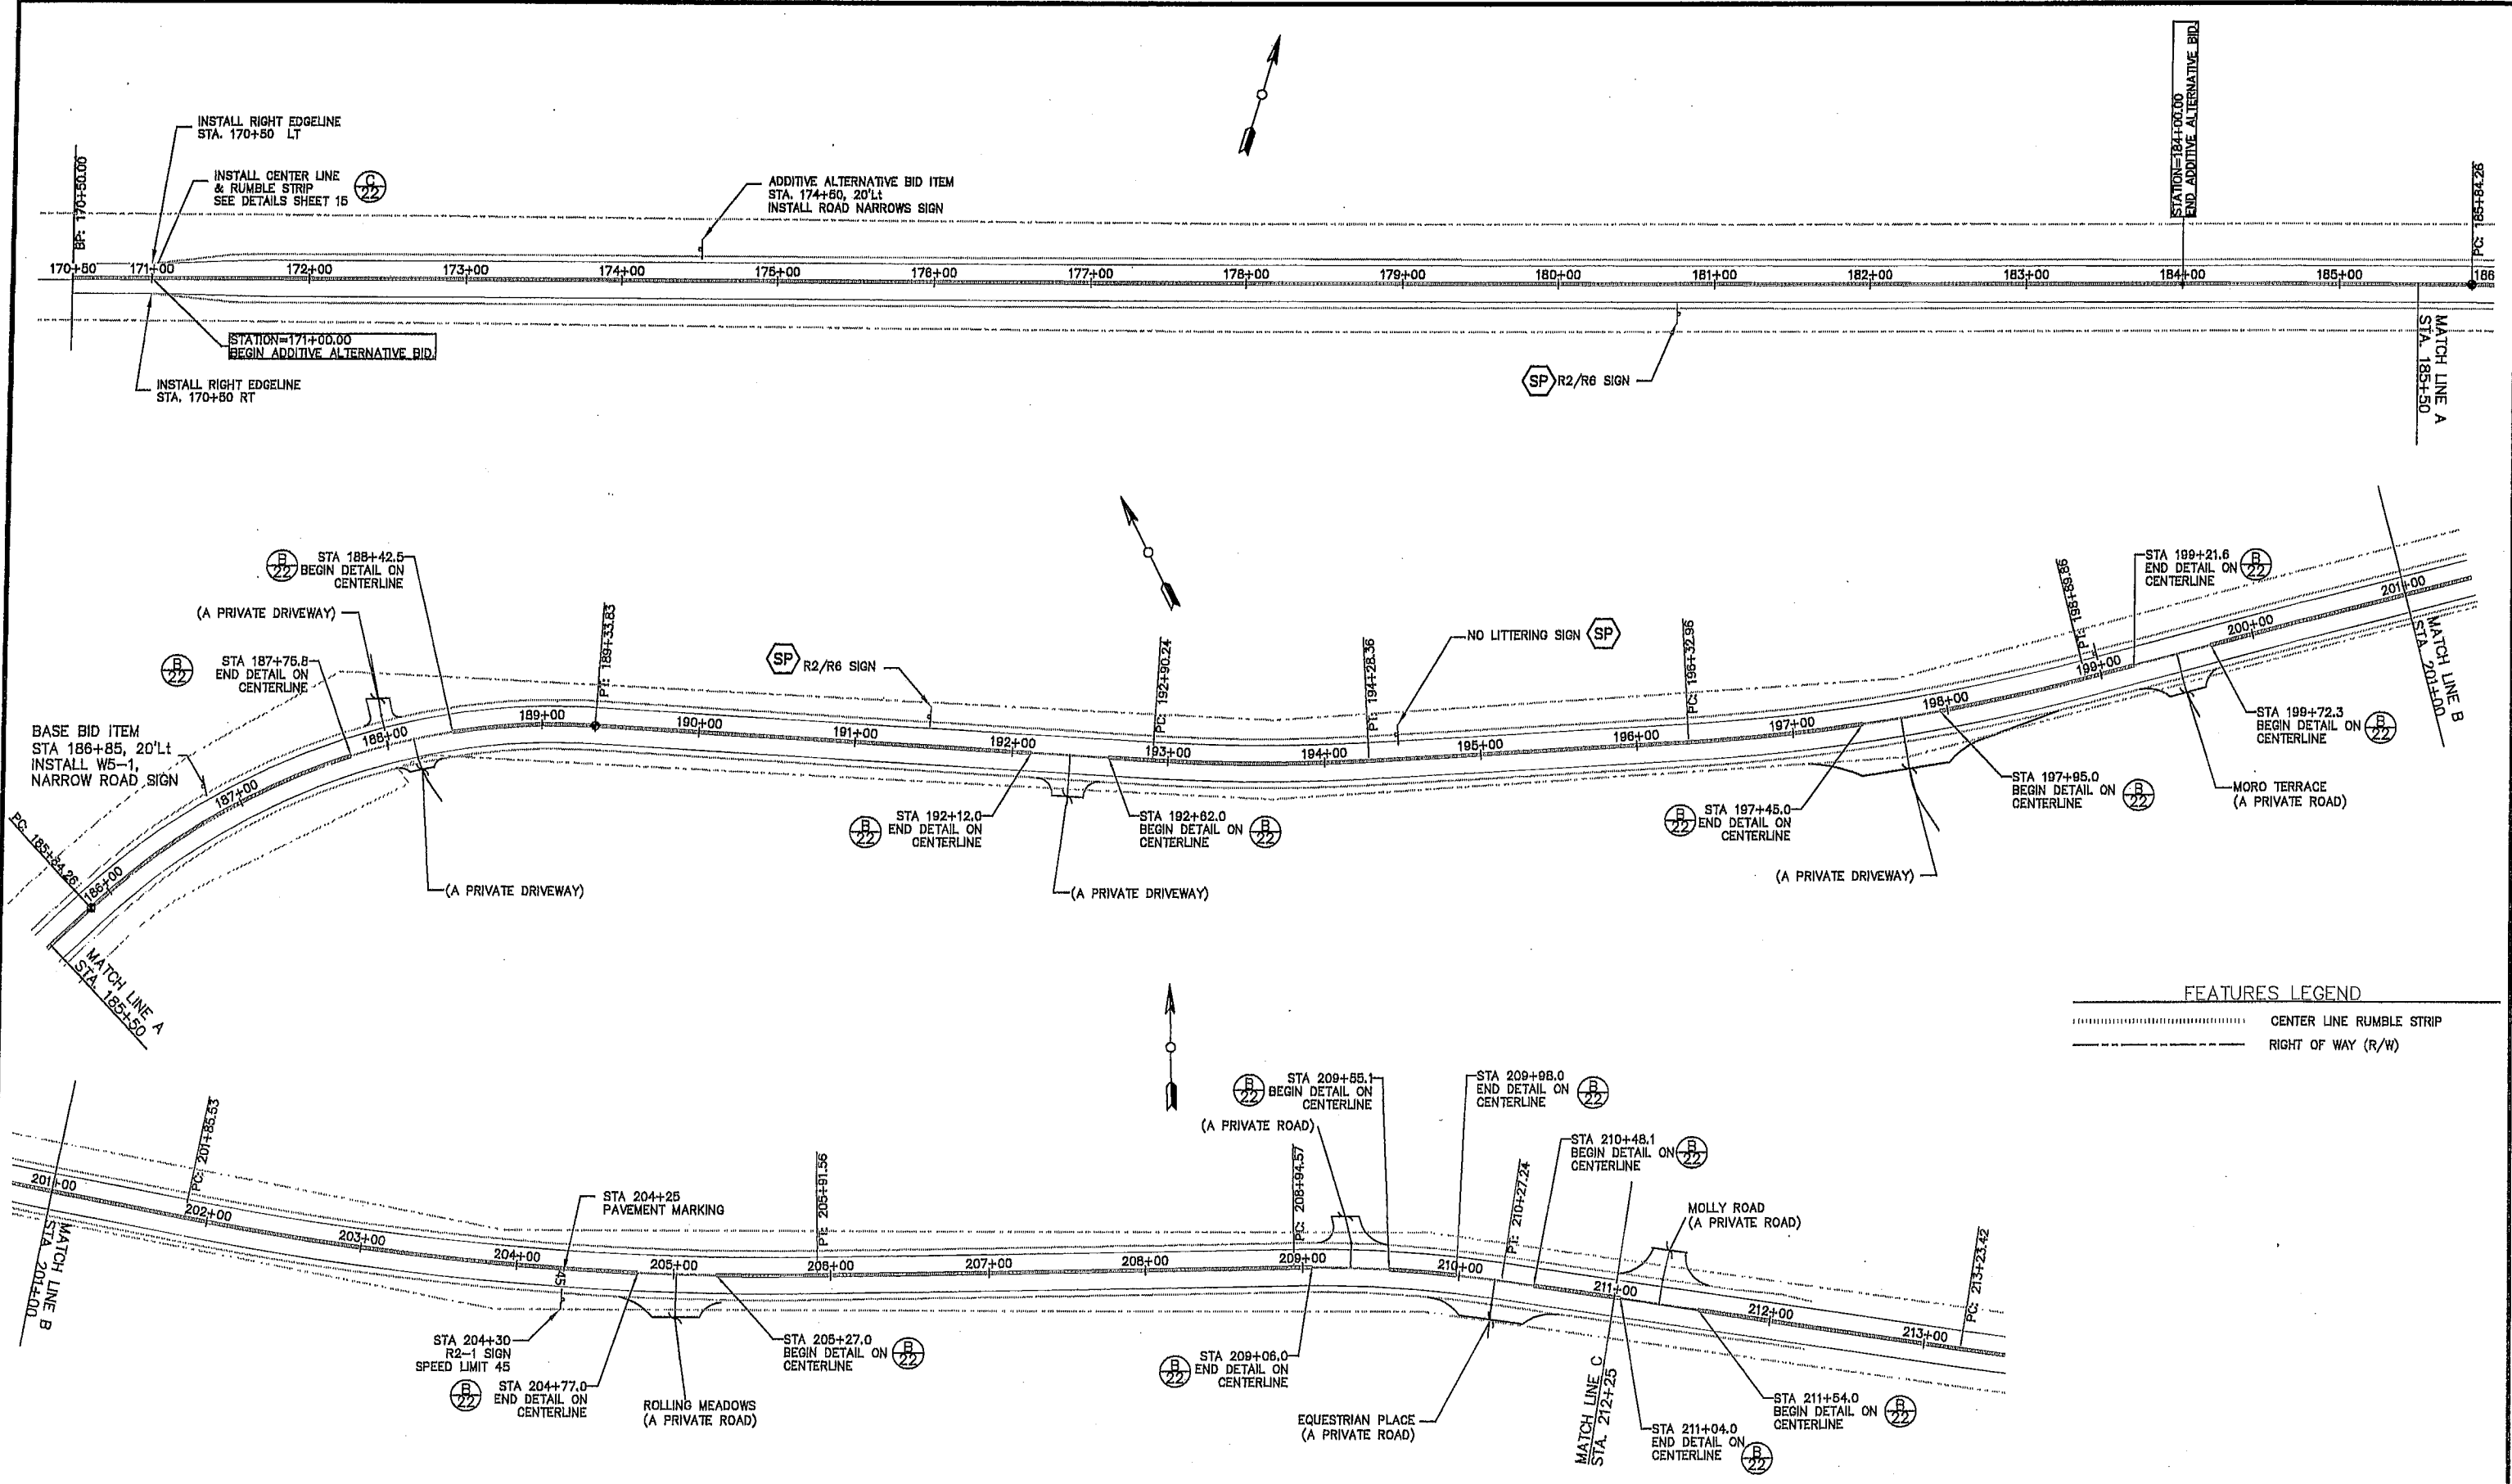 INSTALL RIGHT EDGELINE
STA. 170+50 LT
BP: 170+50.00
INSTALL CENTER LINE
& RUMBLE STRIP
SEE DETAILS SHEET 15
C
22
ADDITIVE ALTERNATIVE BID ITEM
STA. 174+50, 20'Lt
INSTALL ROAD NARROWS SIGN
STATION=184+00.00
END ADDITIVE ALTERNATIVE BID
PC: 185+84.26
170+50 171+00 172+00 173+00 174+00 175+00 176+00 177+00 178+00 179+00 180+00 181+00 182+00 183+00 184+00 185+00 186
STATION=171+00.00
BEGIN ADDITIVE ALTERNATIVE BID
INSTALL RIGHT EDGELINE
STA. 170+50 RT
SP R2/R6 SIGN
MATCH LINE A
STA. 185+50
B
22
STA 188+42.5
BEGIN DETAIL ON
CENTERLINE
(A PRIVATE DRIVEWAY)
B
22
STA 187+75.8
END DETAIL ON
CENTERLINE
BASE BID ITEM
STA 186+85, 20'Lt
INSTALL W5-1,
NARROW ROAD SIGN
PC: 185+84.26
PT: 189+33.83
SP R2/R6 SIGN
PC: 192+90.24
PT: 194+28.36
NO LITTERING SIGN SP
PC: 196+32.96
PT: 198+89.86
STA 199+21.6
END DETAIL ON
CENTERLINE
B
22
186+00 187+00 188+00 189+00 190+00 191+00 192+00 193+00 194+00 195+00 196+00 197+00 198+00 199+00 200+00 201+00
MATCH LINE B
STA. 201+00
STA 199+72.3
BEGIN DETAIL ON
CENTERLINE
B
22
MORO TERRACE
(A PRIVATE ROAD)
STA 197+95.0
BEGIN DETAIL ON
CENTERLINE
B
22
B
22
STA 197+45.0
END DETAIL ON
CENTERLINE
(A PRIVATE DRIVEWAY)
B
22
STA 192+12.0
END DETAIL ON
CENTERLINE
STA 192+62.0
BEGIN DETAIL ON
CENTERLINE
B
22
(A PRIVATE DRIVEWAY)
(A PRIVATE DRIVEWAY)
MATCH LINE A
STA. 185+50
FEATURES LEGEND
CENTER LINE RUMBLE STRIP
RIGHT OF WAY (R/W)
PC: 201+85.53
STA 204+25
PAVEMENT MARKING
PT: 205+91.56
PC: 208+94.57
B
22
STA 209+55.1
BEGIN DETAIL ON
CENTERLINE
(A PRIVATE ROAD)
STA 209+98.0
END DETAIL ON
CENTERLINE
B
22
PT: 210+27.24
STA 210+48.1
BEGIN DETAIL ON
CENTERLINE
B
22
MOLLY ROAD
(A PRIVATE ROAD)
PC: 213+23.42
201+00 202+00 203+00 204+00 205+00 206+00 207+00 208+00 209+00 210+00 211+00 212+00 213+00
45
MATCH LINE B
STA 201+00
STA 204+30
R2-1 SIGN
SPEED LIMIT 45
B
22
STA 204+77.0
END DETAIL ON
CENTERLINE
ROLLING MEADOWS
(A PRIVATE ROAD)
STA 205+27.0
BEGIN DETAIL ON
CENTERLINE
B
22
B
22
STA 209+06.0
END DETAIL ON
CENTERLINE
EQUESTRIAN PLACE
(A PRIVATE ROAD)
MATCH LINE C
STA. 212+25
STA 211+04.0
END DETAIL ON
CENTERLINE
B
22
STA 211+54.0
BEGIN DETAIL ON
CENTERLINE
B
22